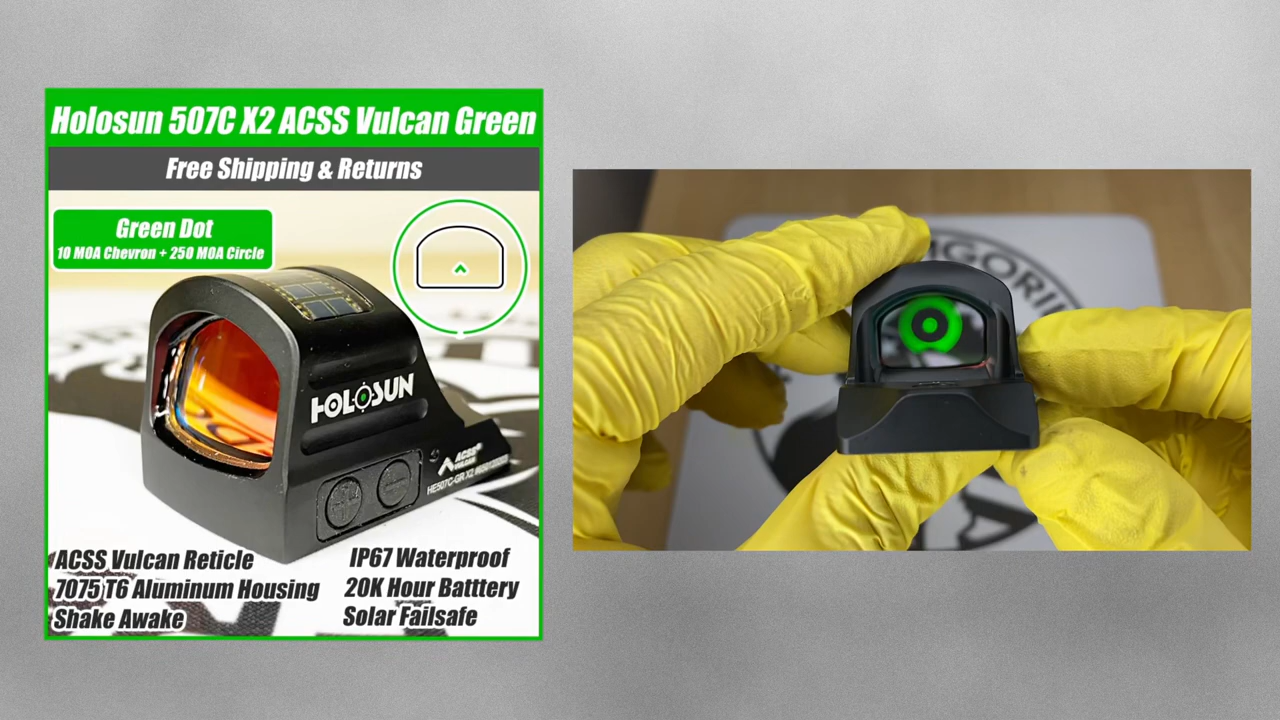 Holosun 507C X2 ACSS Vulcan Green
Free Shipping & Returns
Green Dot
10 MOA Chevron + 250 MOA Circle
HOLOSUN
ACSS®
VULCAN
ACSS Vulcan Reticle
7075 T6 Aluminum Housing
Shake Awake
IP67 Waterproof
20K Hour Batttery
Solar Failsafe